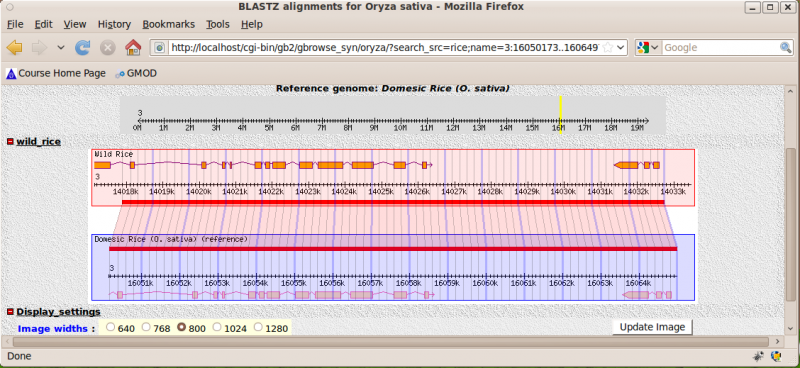 BLASTZ alignments for Oryza sativa - Mozilla Firefox
File Edit View History Bookmarks Tools Help
http://localhost/cgi-bin/gb2/gbrowse_syn/oryza/?search_src=rice;name=3:16050173..160649 Google
Course Home Page GMOD
Reference genome: Domestic Rice (O. sativa)
3
0M 1M 2M 3M 4M 5M 6M 7M 8M 9M 10M 11M 12M 13M 14M 15M 16M 17M 18M 19M
wild_rice
Wild Rice
3
14018k 14019k 14020k 14021k 14022k 14023k 14024k 14025k 14026k 14027k 14028k 14029k 14030k 14031k 14032k 14033k
Domesic Rice (O. sativa) (reference)
3
16051k 16052k 16053k 16054k 16055k 16056k 16057k 16058k 16059k 16060k 16061k 16062k 16063k 16064k
Display_settings
Image widths : 640 768 800 1024 1280 Update Image
Done